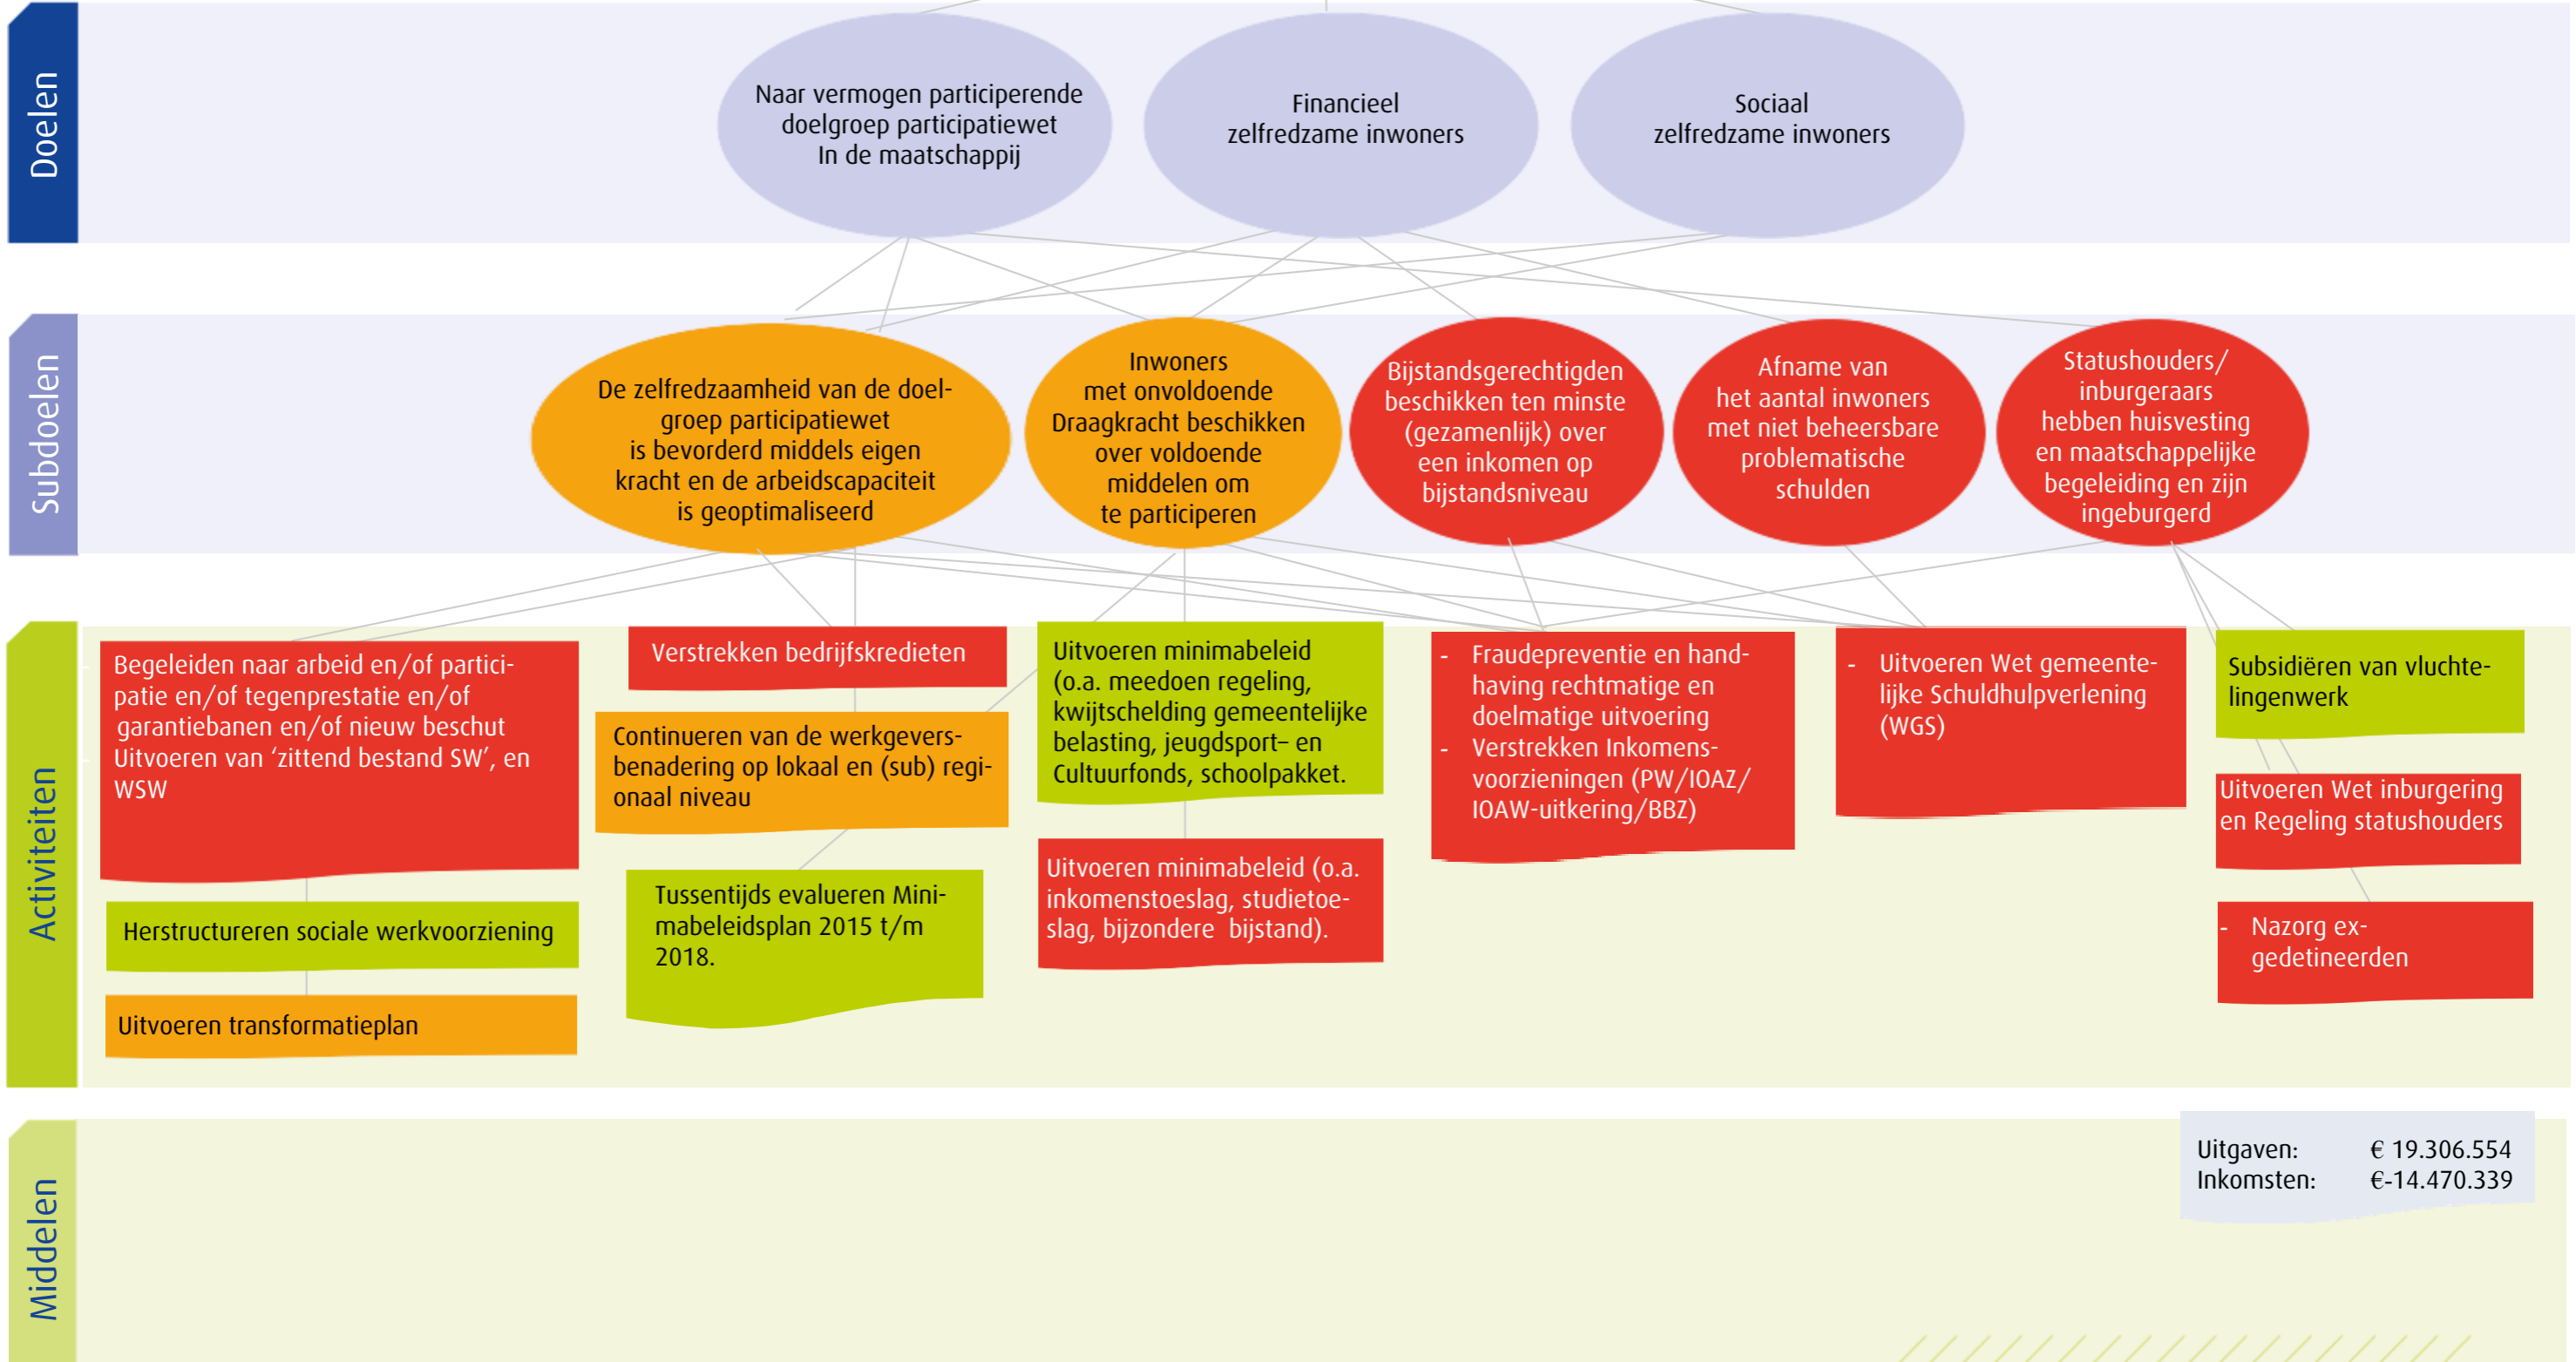 Doelen
Naar vermogen participerende
doelgroep participatiewet
In de maatschappij
Financieel
zelfredzame inwoners
Sociaal
zelfredzame inwoners
Subdoelen
De zelfredzaamheid van de doel-
groep participatiewet
is bevorderd middels eigen
kracht en de arbeidscapaciteit
is geoptimaliseerd
Inwoners
met onvoldoende
Draagkracht beschikken
over voldoende
middelen om
te participeren
Bijstandsgerechtigden
beschikken ten minste
(gezamenlijk) over
een inkomen op
bijstandsniveau
Afname van
het aantal inwoners
met niet beheersbare
problematische
schulden
Statushouders/
inburgeraars
hebben huisvesting
en maatschappelijke
begeleiding en zijn
ingeburgerd
Activiteiten
Begeleiden naar arbeid en/of partici-
patie en/of tegenprestatie en/of
garantiebanen en/of nieuw beschut
Uitvoeren van ‘zittend bestand SW’, en
WSW
Herstructureren sociale werkvoorziening
Uitvoeren transformatieplan
Verstrekken bedrijfskredieten
Continueren van de werkgevers-
benadering op lokaal en (sub) regi-
onaal niveau
Tussentijds evalueren Mini-
mabeleidsplan 2015 t/m
2018.
Uitvoeren minimabeleid
(o.a. meedoen regeling,
kwijtschelding gemeentelijke
belasting, jeugdsport– en
Cultuurfonds, schoolpakket.
Uitvoeren minimabeleid (o.a.
inkomenstoeslag, studietoe-
slag, bijzondere bijstand).
- Fraudepreventie en hand-
having rechtmatige en
doelmatige uitvoering
- Verstrekken Inkomens-
voorzieningen (PW/IOAZ/
IOAW-uitkering/BBZ)
- Uitvoeren Wet gemeente-
lijke Schuldhulpverlening
(WGS)
Subsidiëren van vluchte-
lingenwerk
Uitvoeren Wet inburgering
en Regeling statushouders
- Nazorg ex-
gedetineerden
Middelen
Uitgaven: € 19.306.554
Inkomsten: €-14.470.339